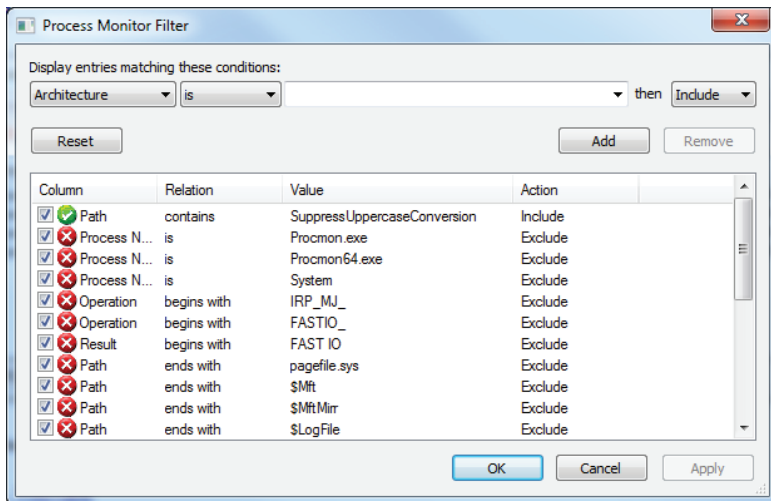 Process Monitor Filter
Display entries matching these conditions:
Architecture is then Include
Reset Add Remove
Column Relation Value Action
Path contains SuppressUppercaseConversion Include
Process N... is Procmon.exe Exclude
Process N... is Procmon64.exe Exclude
Process N... is System Exclude
Operation begins with IRP_MJ_ Exclude
Operation begins with FASTIO_ Exclude
Result begins with FAST IO Exclude
Path ends with pagefile.sys Exclude
Path ends with $Mft Exclude
Path ends with $MftMirr Exclude
Path ends with $LogFile Exclude
OK Cancel Apply